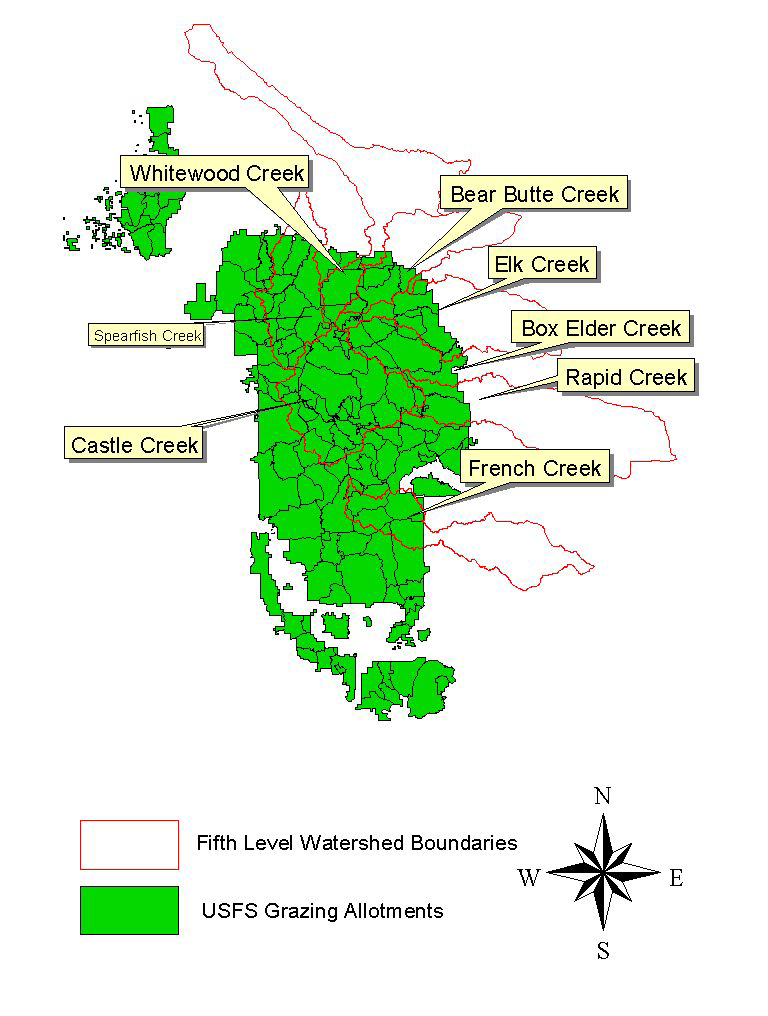 Whitewood Creek
Bear Butte Creek
Elk Creek
Box Elder Creek
Spearfish Creek
Rapid Creek
Castle Creek
French Creek
N
Fifth Level Watershed Boundaries
W
E
USFS Grazing Allotments
S